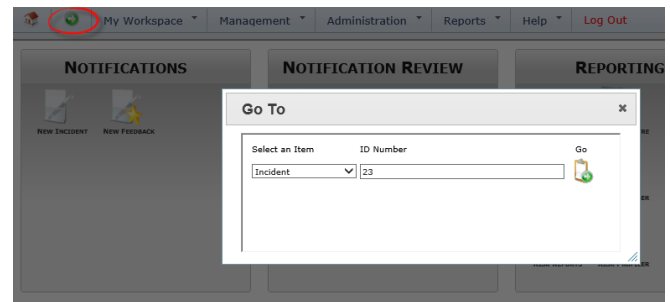 My Workspace Management Administration Reports Help Log Out
NOTIFICATIONS NOTIFICATION REVIEW REPORTING
NEW INCIDENT NEW FEEDBACK
Go To
Select an Item ID Number Go
Incident 23